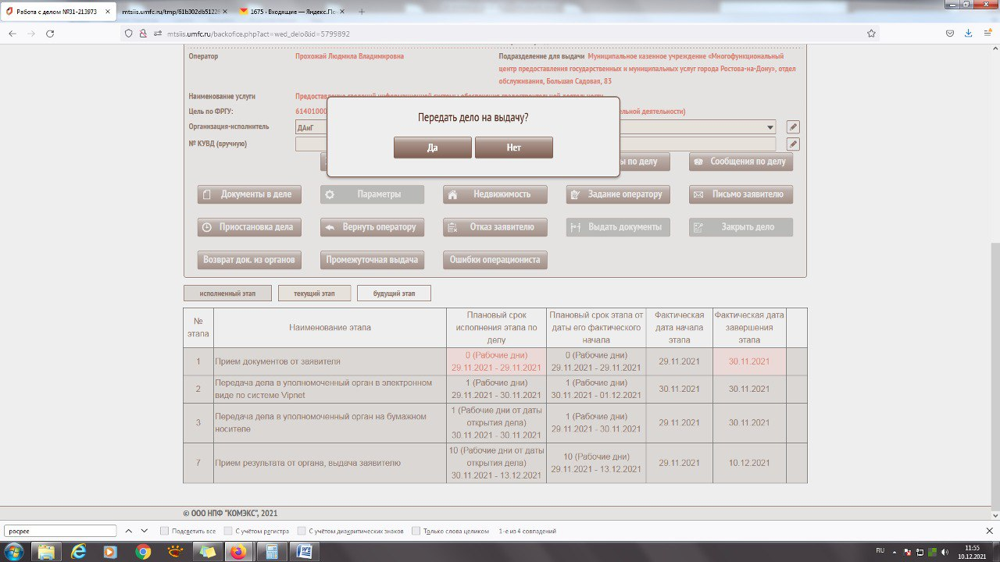 Работа с делом №31-213973
mtsiis.umfc.ru/tmp/61b302db5122
1675 · Входящие — Яндекс.П
mtsiis.umfc.ru/backofice.php?act=wed_delo&id=5799892
Оператор
Прохожай Людмила Владимировна
Подразделение для выдачи Муниципальное казенное учреждение «Многофункциональный
центр предоставления государственных и муниципальных услуг города Ростова-на-Дону», отдел
обслуживания, Большая Садовая, 83
Наименование услуги
Цель по ФРГУ:
61401000
ельной деятельности)
Организация-исполнитель
ДАиГ
№ КУВД (вручную)
Передать дело на выдачу?
Да
Нет
ы по делу
Сообщения по делу
Документы в деле
Параметры
Недвижимость
Задание оператору
Письмо заявителю
Приостановка дела
Вернуть оператору
Отказ заявителю
Выдать документы
Закрыть дело
Возврат док. из органов
Промежуточная выдача
Ошибки операциониста
исполненный этап
текущий этап
будущий этап
№ этапа
Наименование этапа
Плановый срок исполнения этапа по делу
Плановый срок этапа от даты его фактического начала
Фактическая дата начала этапа
Фактическая дата завершения этапа
1
Прием документов от заявителя
0 (Рабочие дни)
29.11.2021 - 29.11.2021
0 (Рабочие дни)
29.11.2021 - 29.11.2021
29.11.2021
30.11.2021
2
Передача дела в уполномоченный орган в электронном
виде по системе Vipnet
1 (Рабочие дни)
29.11.2021 - 30.11.2021
1 (Рабочие дни)
30.11.2021 - 01.12.2021
30.11.2021
30.11.2021
3
Передача дела в уполномоченный орган на бумажном
носителе
1 (Рабочие дни от даты
открытия дела)
30.11.2021 - 30.11.2021
1 (Рабочие дни)
29.11.2021 - 30.11.2021
29.11.2021
30.11.2021
7
Прием результата от органа, выдача заявителю
10 (Рабочие дни от даты
открытия дела)
30.11.2021 - 13.12.2021
10 (Рабочие дни)
29.11.2021 - 13.12.2021
29.11.2021
10.12.2021
© ООО НПФ "КОМЭКС", 2021
росрее
Подсветить все
С учётом регистра
С учётом диакритических знаков
Только слова целиком
1-е из 4 совпадений
RU
11:55
10.12.2021